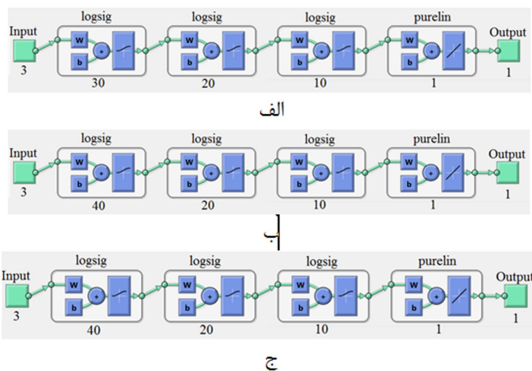 logsig logsig logsig purelin
Input Output
W W W W
+ + + +
b b b b
3 1
30 20 10 1
الف
logsig logsig logsig purelin
Input Output
W W W W
+ + + +
b b b b
3 1
40 20 10 1
ب
logsig logsig logsig purelin
Input Output
W W W W
+ + + +
b b b b
3 1
40 20 10 1
ج